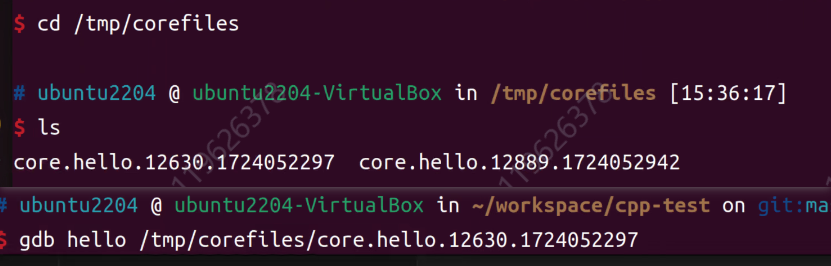 $ cd /tmp/corefiles
# ubuntu2204 @ ubuntu2204-VirtualBox in /tmp/corefiles [15:36:17]
$ ls
core.hello.12630.1724052297  core.hello.12889.1724052942
# ubuntu2204 @ ubuntu2204-VirtualBox in ~/workspace/cpp-test on git:ma
$ gdb hello /tmp/corefiles/core.hello.12630.1724052297
119626378
119626378